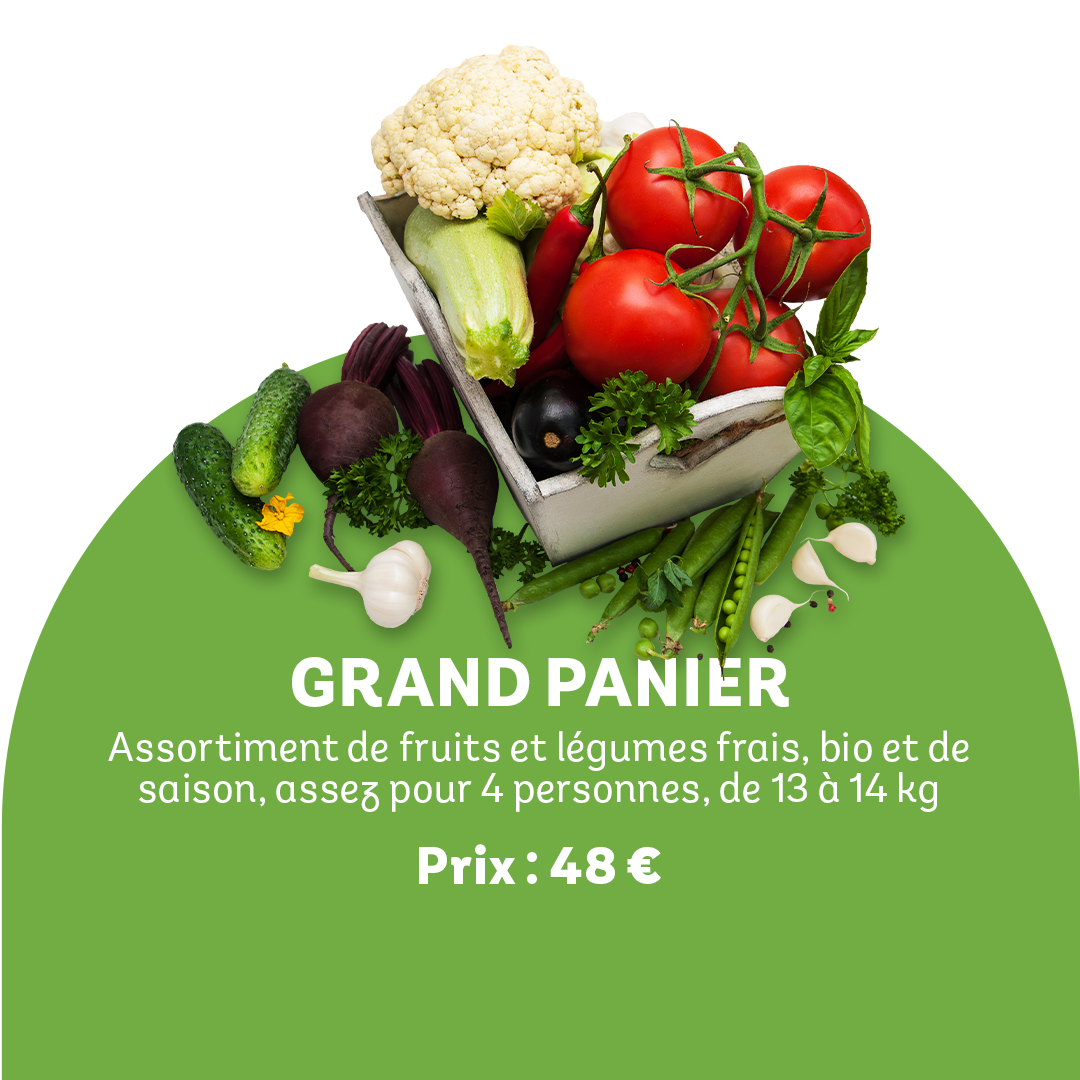 GRAND PANIER
Assortiment de fruits et légumes frais, bio et de
saison, assez pour 4 personnes, de 13 à 14 kg
Prix : 48 €